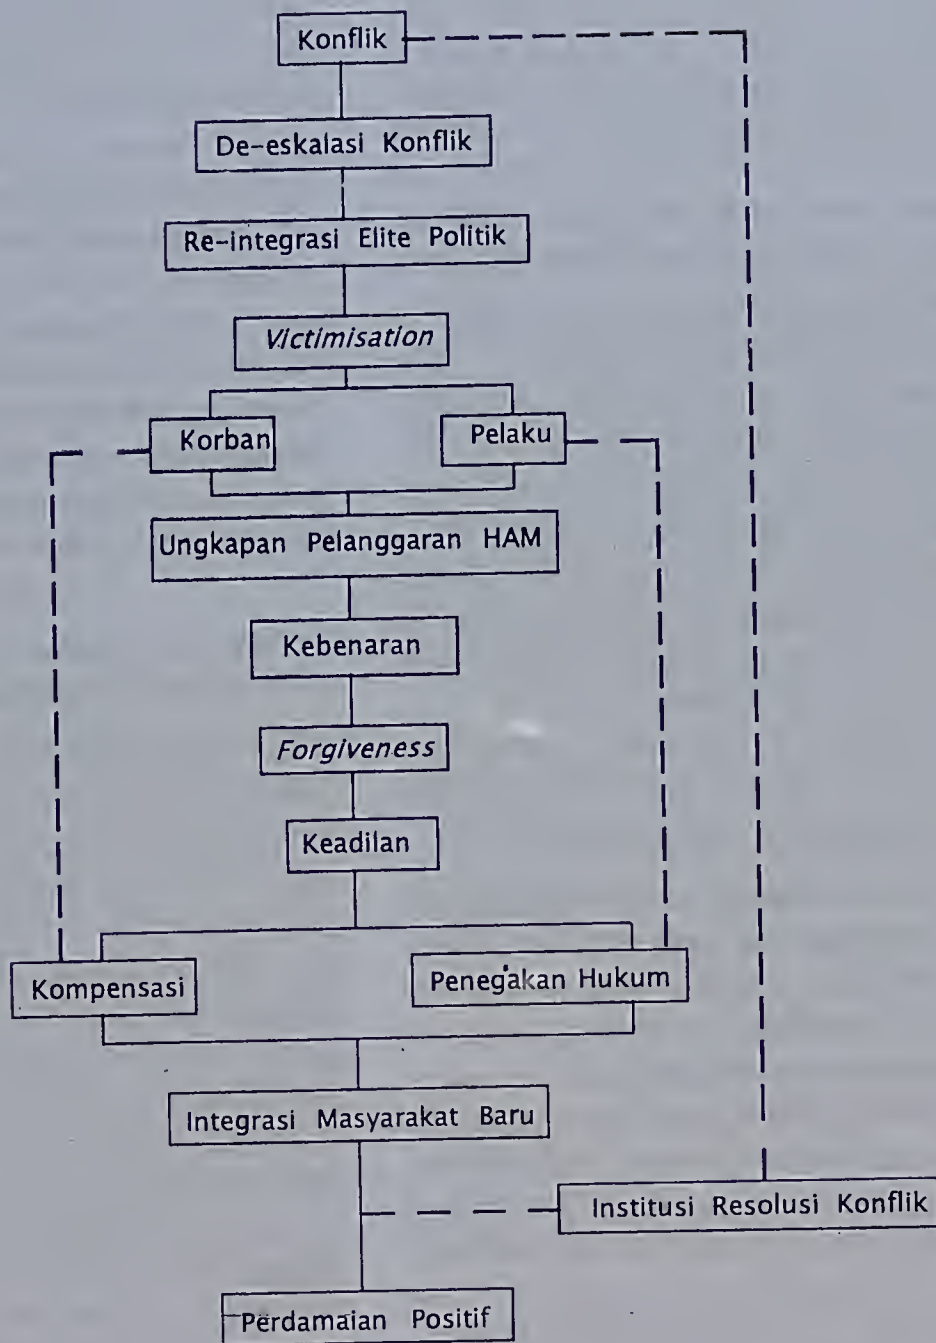 Konflik
De-eskalasi Konflik
Re-integrasi Elite Politik
Victimisation
Korban
Pelaku
Ungkapan Pelanggaran HAM
Kebenaran
Forgiveness
Keadilan
Kompensasi
Penegakan Hukum
Integrasi Masyarakat Baru
Institusi Resolusi Konflik
Perdamaian Positif